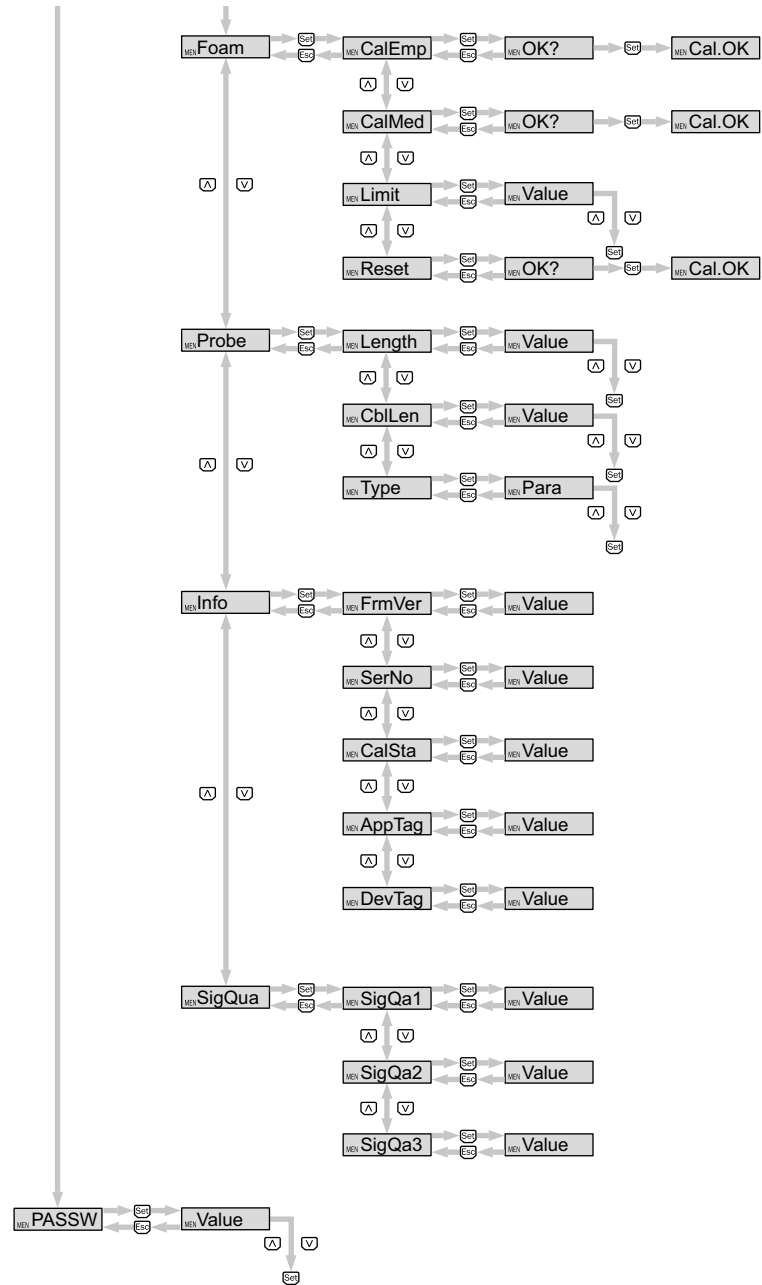 MEN Foam Set Esc MEN CalEmp Set Esc MEN OK? Set MEN Cal.OK
MEN CalMed Set Esc MEN OK? Set MEN Cal.OK
MEN Limit Set Esc MEN Value
Set
MEN Reset Set Esc MEN OK? Set MEN Cal.OK
MEN Probe Set Esc MEN Length Set Esc MEN Value
Set
MEN CblLen Set Esc MEN Value
Set
MEN Type Set Esc MEN Para
Set
MEN Info Set Esc MEN FrmVer Set Esc MEN Value
MEN SerNo Set Esc MEN Value
MEN CalSta Set Esc MEN Value
MEN AppTag Set Esc MEN Value
MEN DevTag Set Esc MEN Value
MEN SigQua Set Esc MEN SigQa1 Set Esc MEN Value
MEN SigQa2 Set Esc MEN Value
MEN SigQa3 Set Esc MEN Value
MEN PASSW Set Esc MEN Value
Set